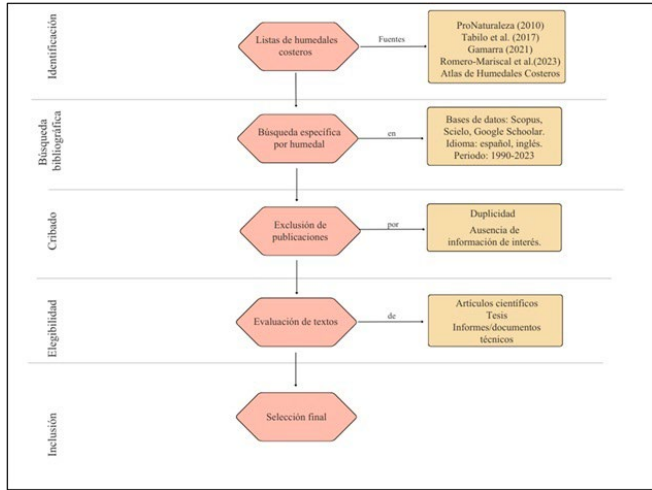 Identificación
Listas de humedales
costeros
Fuentes
ProNaturaleza (2010)
Tabilo et al. (2017)
Gamarra (2021)
Romero-Mariscal et al.(2023)
Atlas de Humedales Costeros
Búsqueda
bibliográfica
Búsqueda específica
por humedal
en
Bases de datos: Scopus,
Scielo, Google Schoolar.
Idioma: español, inglés.
Periodo: 1990-2023
Cribado
Exclusión de
publicaciones
por
Duplicidad
Ausencia de
información de interés.
Elegibilidad
Evaluación de textos
de
Artículos científicos
Tesis
Informes/documentos
técnicos
Inclusión
Selección final